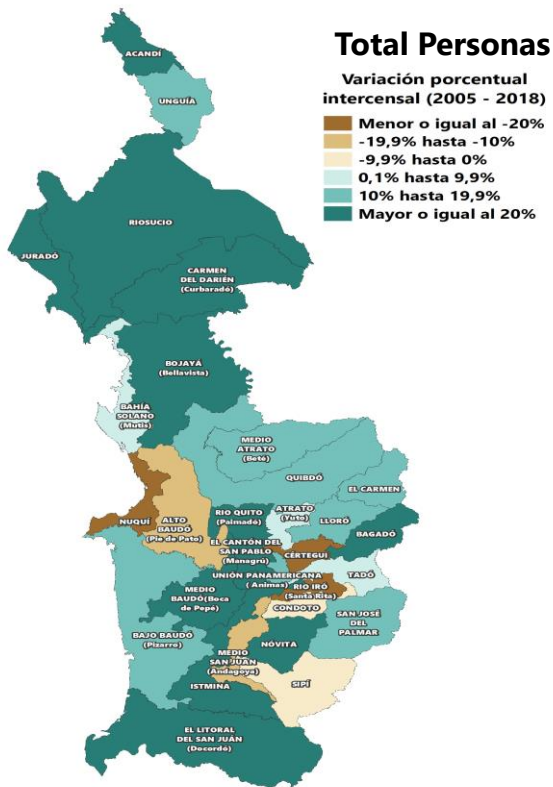 Total Personas
Variación porcentual
intercensal (2005 - 2018)
Menor o igual al -20%
-19,9% hasta -10%
-9,9% hasta 0%
0,1% hasta 9,9%
10% hasta 19,9%
Mayor o igual al 20%
ACANDÍ
UNGUÍA
RIOSUCIO
JURADÓ
CARMEN
DEL DARIÉN
(Curbaradó)
BOJAYÁ
(Bellavista)
BAHÍA
SOLANO
(Mutis)
MEDIO
ATRATO
(Beté)
QUIBDÓ
EL CARMEN
NUQUÍ
ALTO
BAUDÓ
(Pie de Pato)
RIO QUITO
(Paimadó)
ATRATO
(Yuto)
LLORÓ
BAGADÓ
EL CANTÓN DEL
SAN PABLO
(Managrú)
CÉRTEGUI
UNIÓN PANAMERICANA
( Animas)
TADÓ
RIO IRÓ
(Santa Rita)
MEDIO
BAUDÓ(Boca
de Pepé)
CONDOTO
SAN JOSÉ
DEL
PALMAR
BAJO BAUDÓ
(Pizarro)
NÓVITA
MEDIO
SAN JUAN
(Andagoya)
ISTMINA
SIPÍ
EL LITORAL
DEL SAN JUÁN
(Docordó)